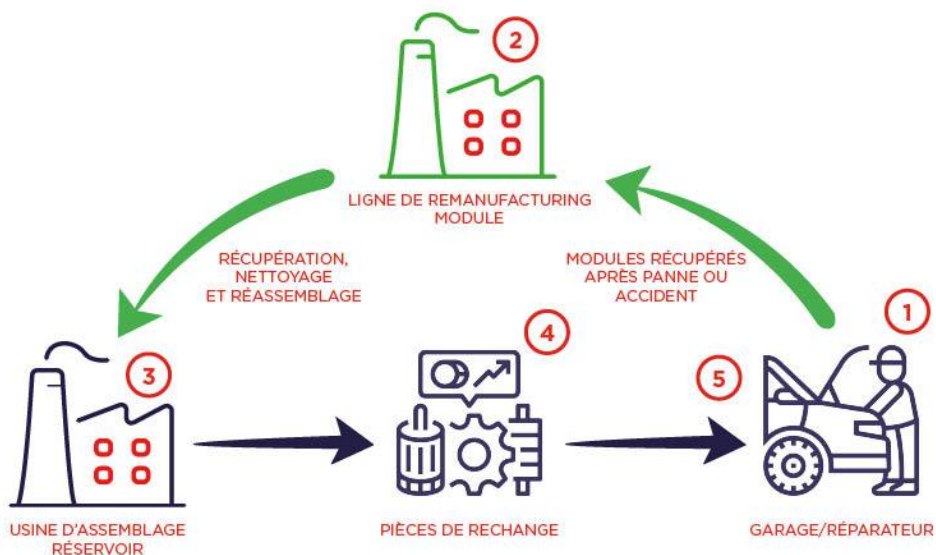 2
LIGNE DE REMANUFACTURING
MODULE
RÉCUPÉRATION,
NETTOYAGE
ET RÉASSEMBLAGE
MODULES RÉCUPÉRÉS
APRÈS PANNE OU
ACCIDENT
1
3
4
5
USINE D'ASSEMBLAGE
RÉSERVOIR
PIÈCES DE RECHANGE
GARAGE/RÉPARATEUR